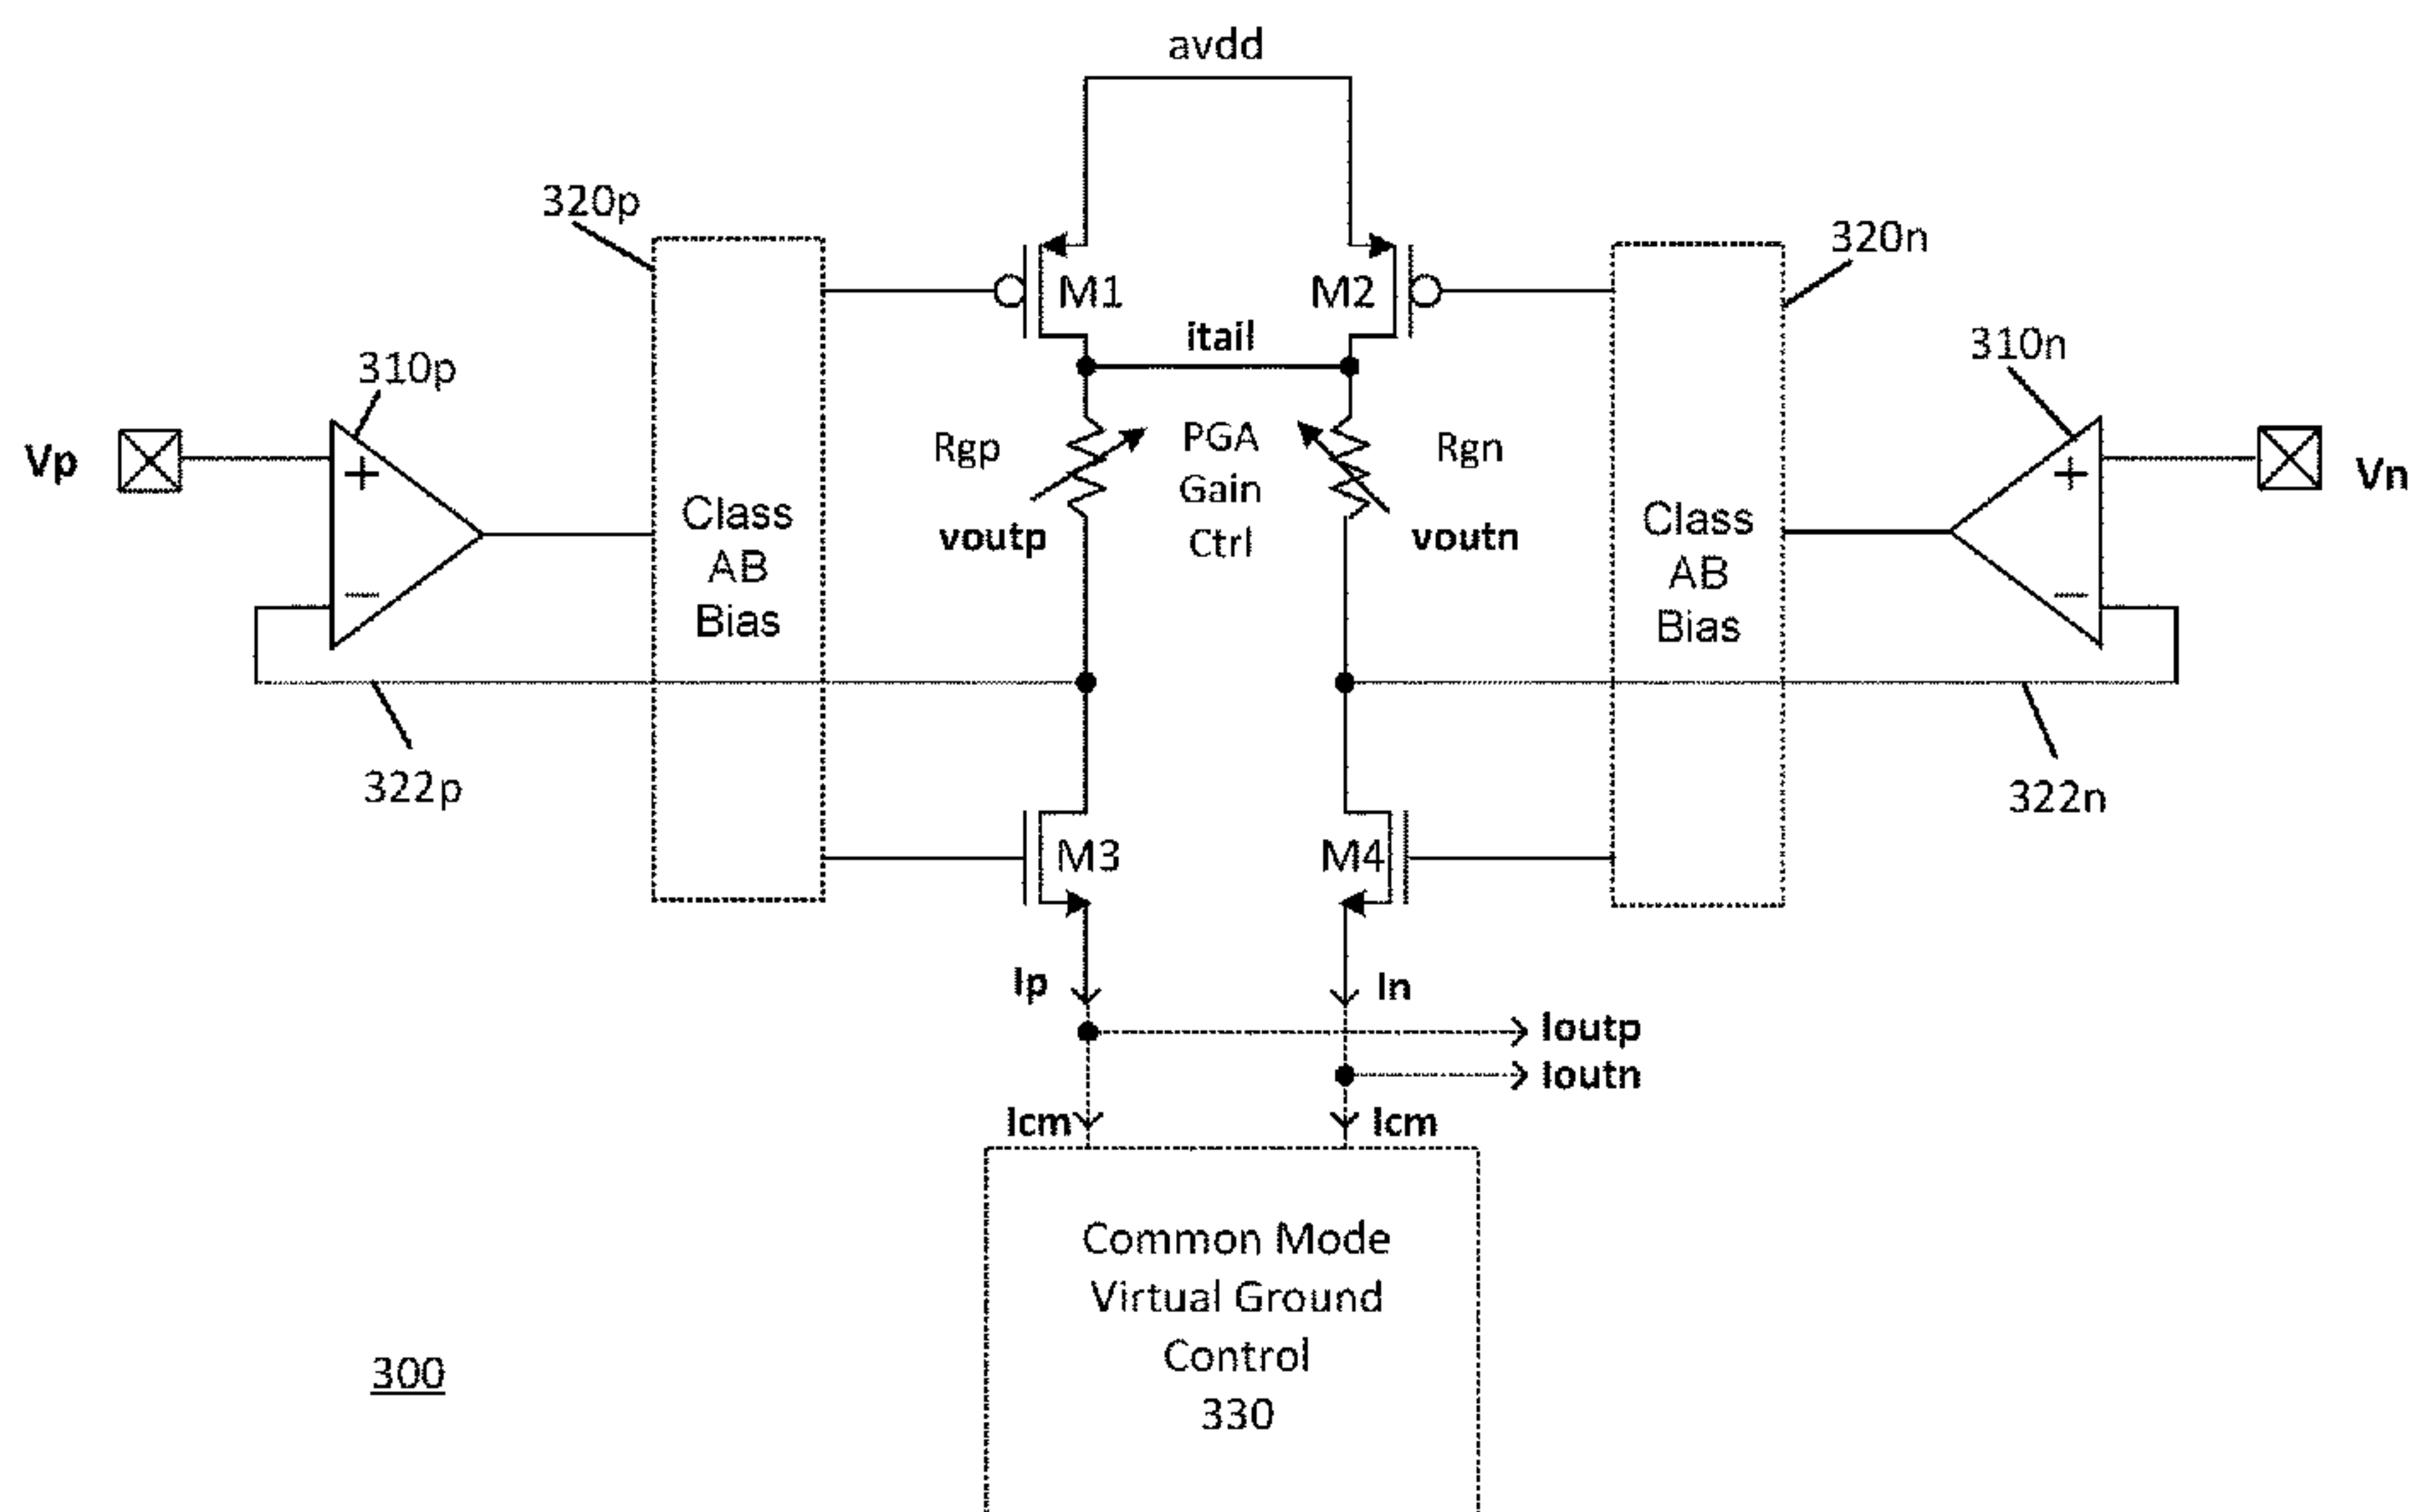 avdd
320p
320n
M1
M2
itail
310p
310n
Vp
+
−
Class
AB
Bias
Rgp
voutp
PGA
Gain
Ctrl
Rgn
voutn
Class
AB
Bias
+
−
Vn
322p
322n
M3
M4
Ip
In
Ioutp
Ioutn
Icm
Icm
Common Mode
Virtual Ground
Control
330
300